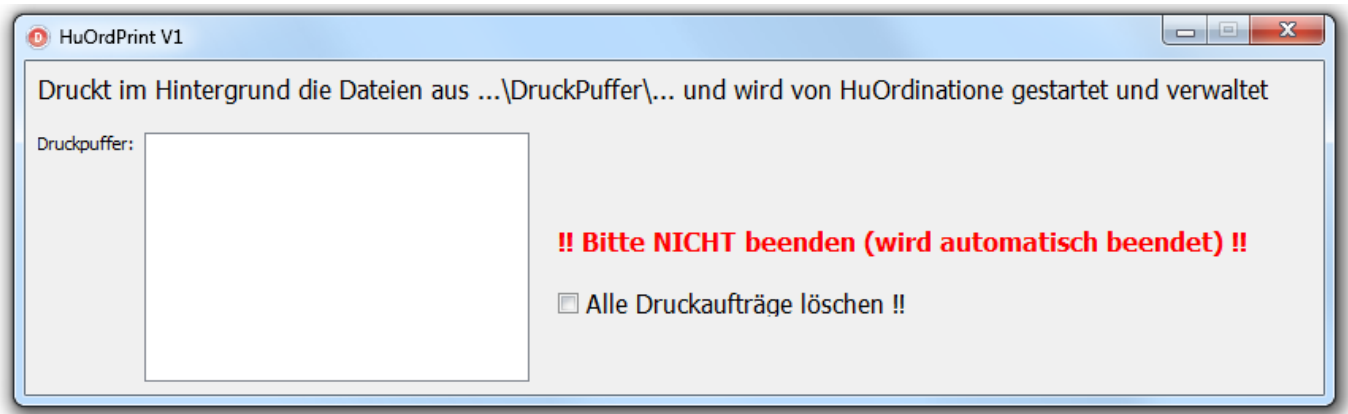 HuOrdPrint V1
Druckt im Hintergrund die Dateien aus ...\DruckPuffer\... und wird von HuOrdinatione gestartet und verwaltet
Druckpuffer:
!! Bitte NICHT beenden (wird automatisch beendet) !!
Alle Druckaufträge löschen !!